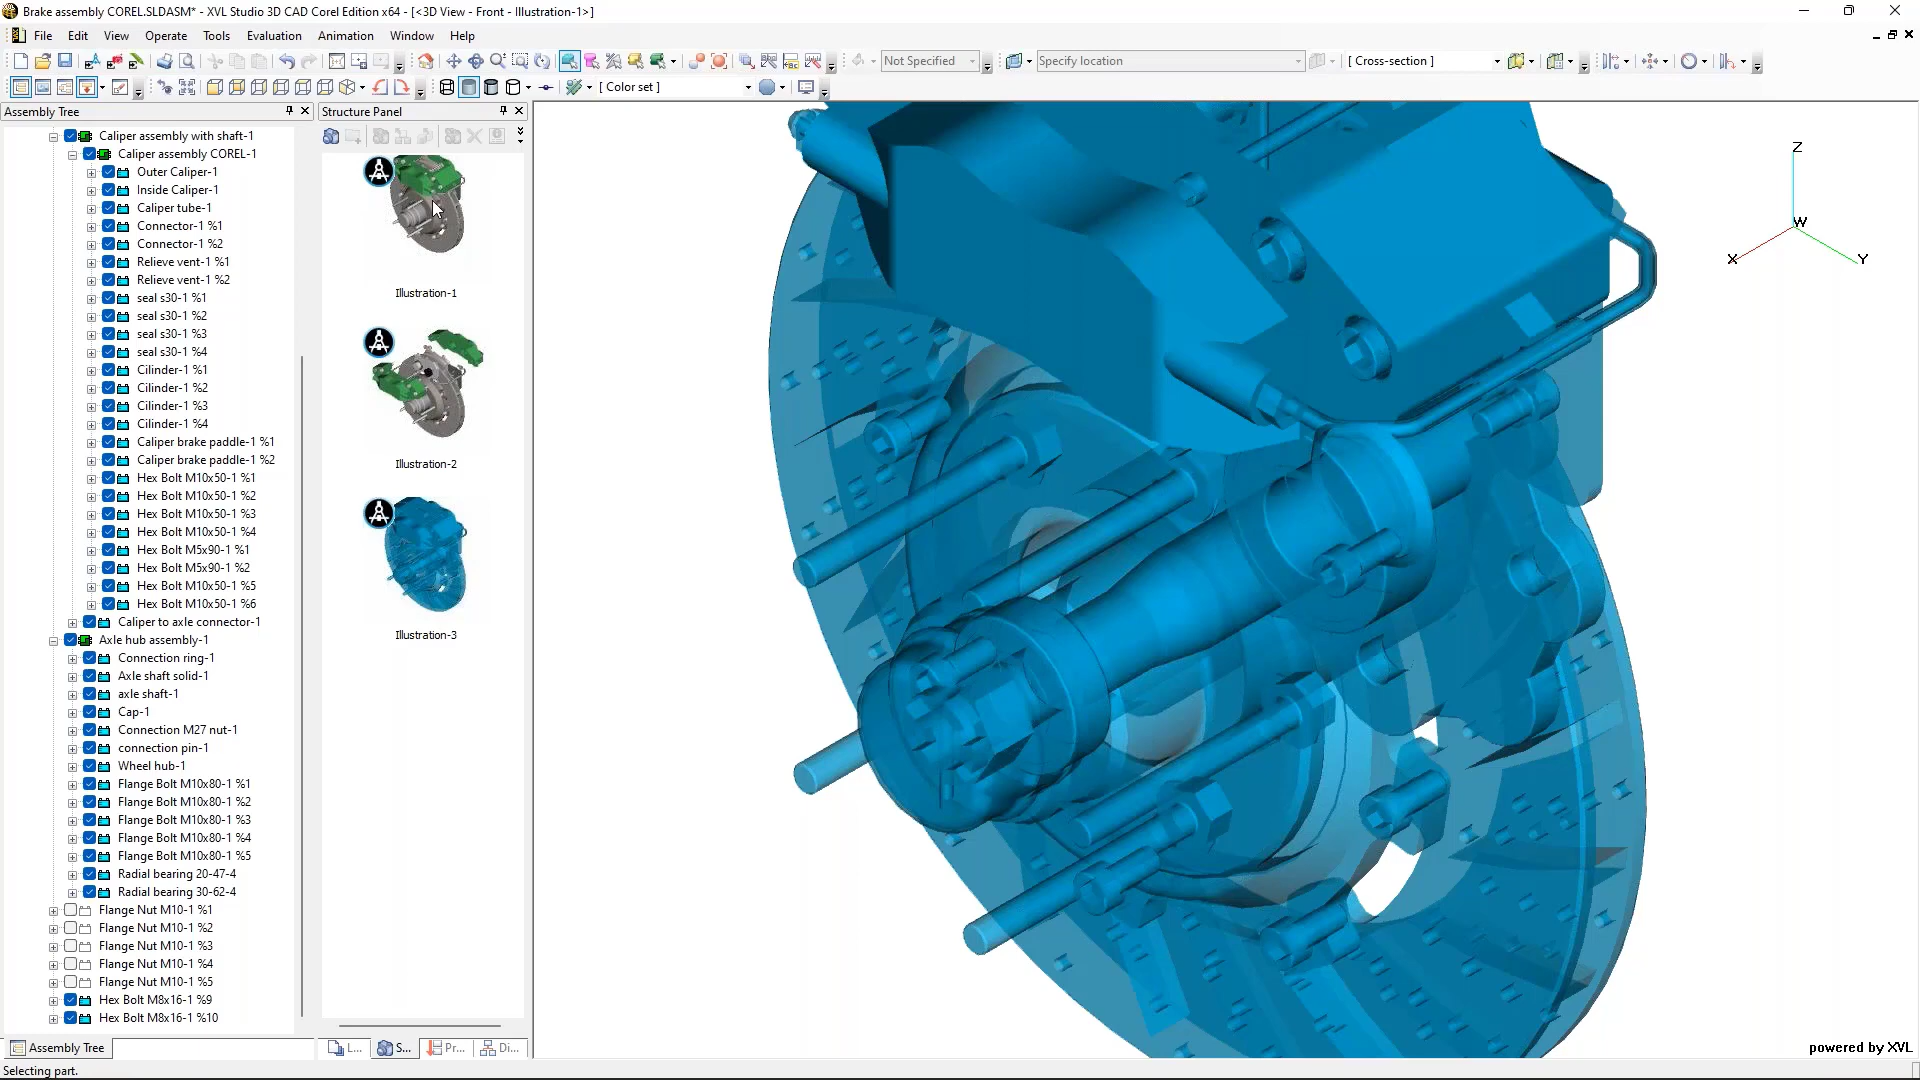 Brake assembly COREL.SLDASM* - XVL Studio 3D CAD Corel Edition x64 - [<3D View - Front - Illustration-1>]
File Edit View Operate Tools Evaluation Animation Window Help
Not Specified
Specify location
[ Cross-section ]
[ Color set ]
Assembly Tree
Structure Panel
Caliper assembly with shaft-1
Caliper assembly COREL-1
Outer Caliper-1
Inside Caliper-1
Caliper tube-1
Connector-1 %1
Connector-1 %2
Relieve vent-1 %1
Relieve vent-1 %2
seal s30-1 %1
seal s30-1 %2
seal s30-1 %3
seal s30-1 %4
Cilinder-1 %1
Cilinder-1 %2
Cilinder-1 %3
Cilinder-1 %4
Caliper brake paddle-1 %1
Caliper brake paddle-1 %2
Hex Bolt M10x50-1 %1
Hex Bolt M10x50-1 %2
Hex Bolt M10x50-1 %3
Hex Bolt M10x50-1 %4
Hex Bolt M5x90-1 %1
Hex Bolt M5x90-1 %2
Hex Bolt M10x50-1 %5
Hex Bolt M10x50-1 %6
Caliper to axle connector-1
Axle hub assembly-1
Connection ring-1
Axle shaft solid-1
axle shaft-1
Cap-1
Connection M27 nut-1
connection pin-1
Wheel hub-1
Flange Bolt M10x80-1 %1
Flange Bolt M10x80-1 %2
Flange Bolt M10x80-1 %3
Flange Bolt M10x80-1 %4
Flange Bolt M10x80-1 %5
Radial bearing 20-47-4
Radial bearing 30-62-4
Flange Nut M10-1 %1
Flange Nut M10-1 %2
Flange Nut M10-1 %3
Flange Nut M10-1 %4
Flange Nut M10-1 %5
Hex Bolt M8x16-1 %9
Hex Bolt M8x16-1 %10
Illustration-1
Illustration-2
Illustration-3
Z
W
X
Y
Assembly Tree
L...
S...
Pr...
Di...
powered by XVL
Selecting part.